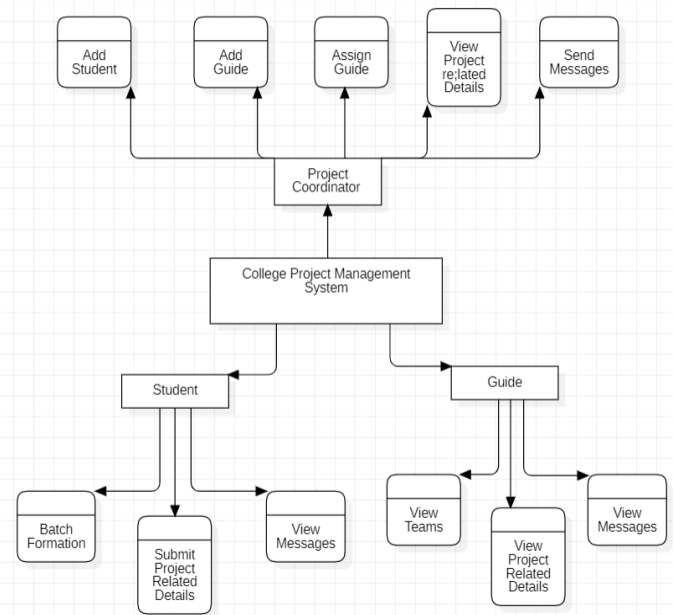 Add
Student
Add
Guide
Assign
Guide
View
Project
re;lated
Details
Send
Messages
Project
Coordinator
College Project Management
System
Student
Guide
Batch
Formation
Submit
Project
Related
Details
View
Messages
View
Teams
View
Project
Related
Details
View
Messages